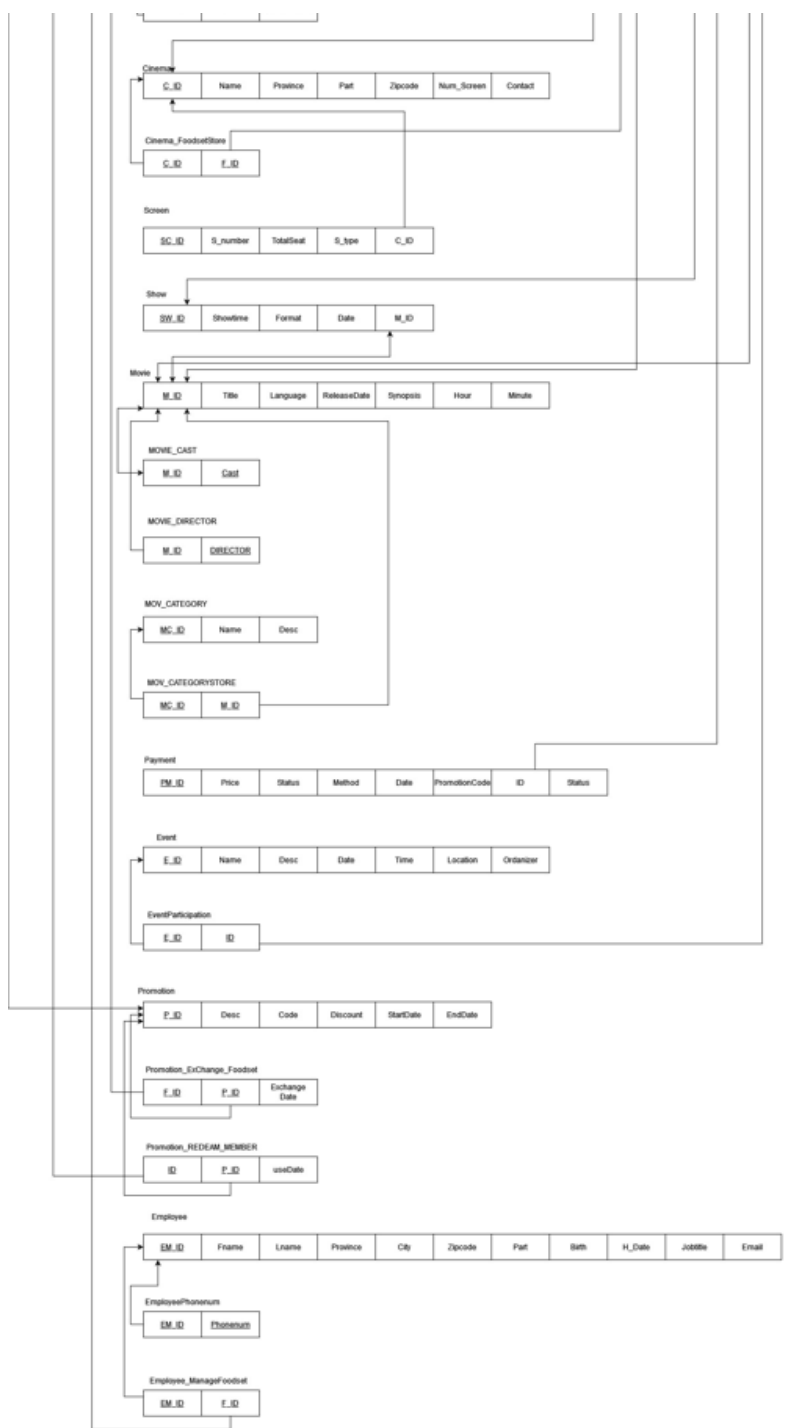 Cinema
C_ID Name Province Part Zipcode Num_Screen Contact
Cinema_FoodsetStore
C_ID F_ID
Screen
SC_ID S_number TotalSeat S_type C_ID
Show
SW_ID Showtime Format Date M_ID
Movie
M_ID Title Language ReleaseDate Synopsis Hour Minute
MOVIE_CAST
M_ID Cast
MOVIE_DIRECTOR
M_ID DIRECTOR
MOV_CATEGORY
MC_ID Name Desc
MOV_CATEGORYSTORE
MC_ID M_ID
Payment
PM_ID Price Status Method Date PromotionCode ID Status
Event
E_ID Name Desc Date Time Location Ordanizer
EventParticipation
E_ID ID
Promotion
P_ID Desc Code Discount StartDate EndDate
Promotion_ExChange_Foodset
F_ID P_ID Exchange
Date
Promotion_REDEAM_MEMBER
ID P_ID useDate
Employee
EM_ID Fname Lname Province City Zipcode Part Birth H_Date Jobtitle Email
EmployeePhonenum
EM_ID Phonenum
Employee_ManageFoodset
EM_ID F_ID